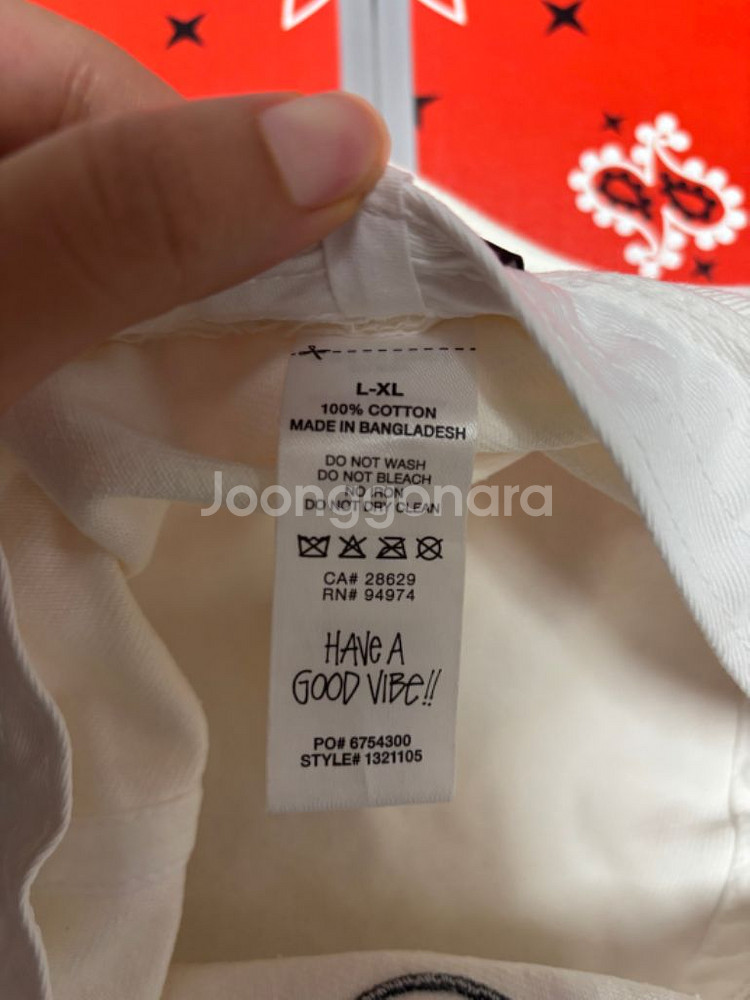 L-XL
100% COTTON
MADE IN BANGLADESH
DO NOT WASH
DO NOT BLEACH
NO IRON
DO NOT DRY CLEAN
Joonggonara
CA# 28629
RN# 94974
HAVE A
GOOD VIBE!!
PO# 6754300
STYLE# 1321105